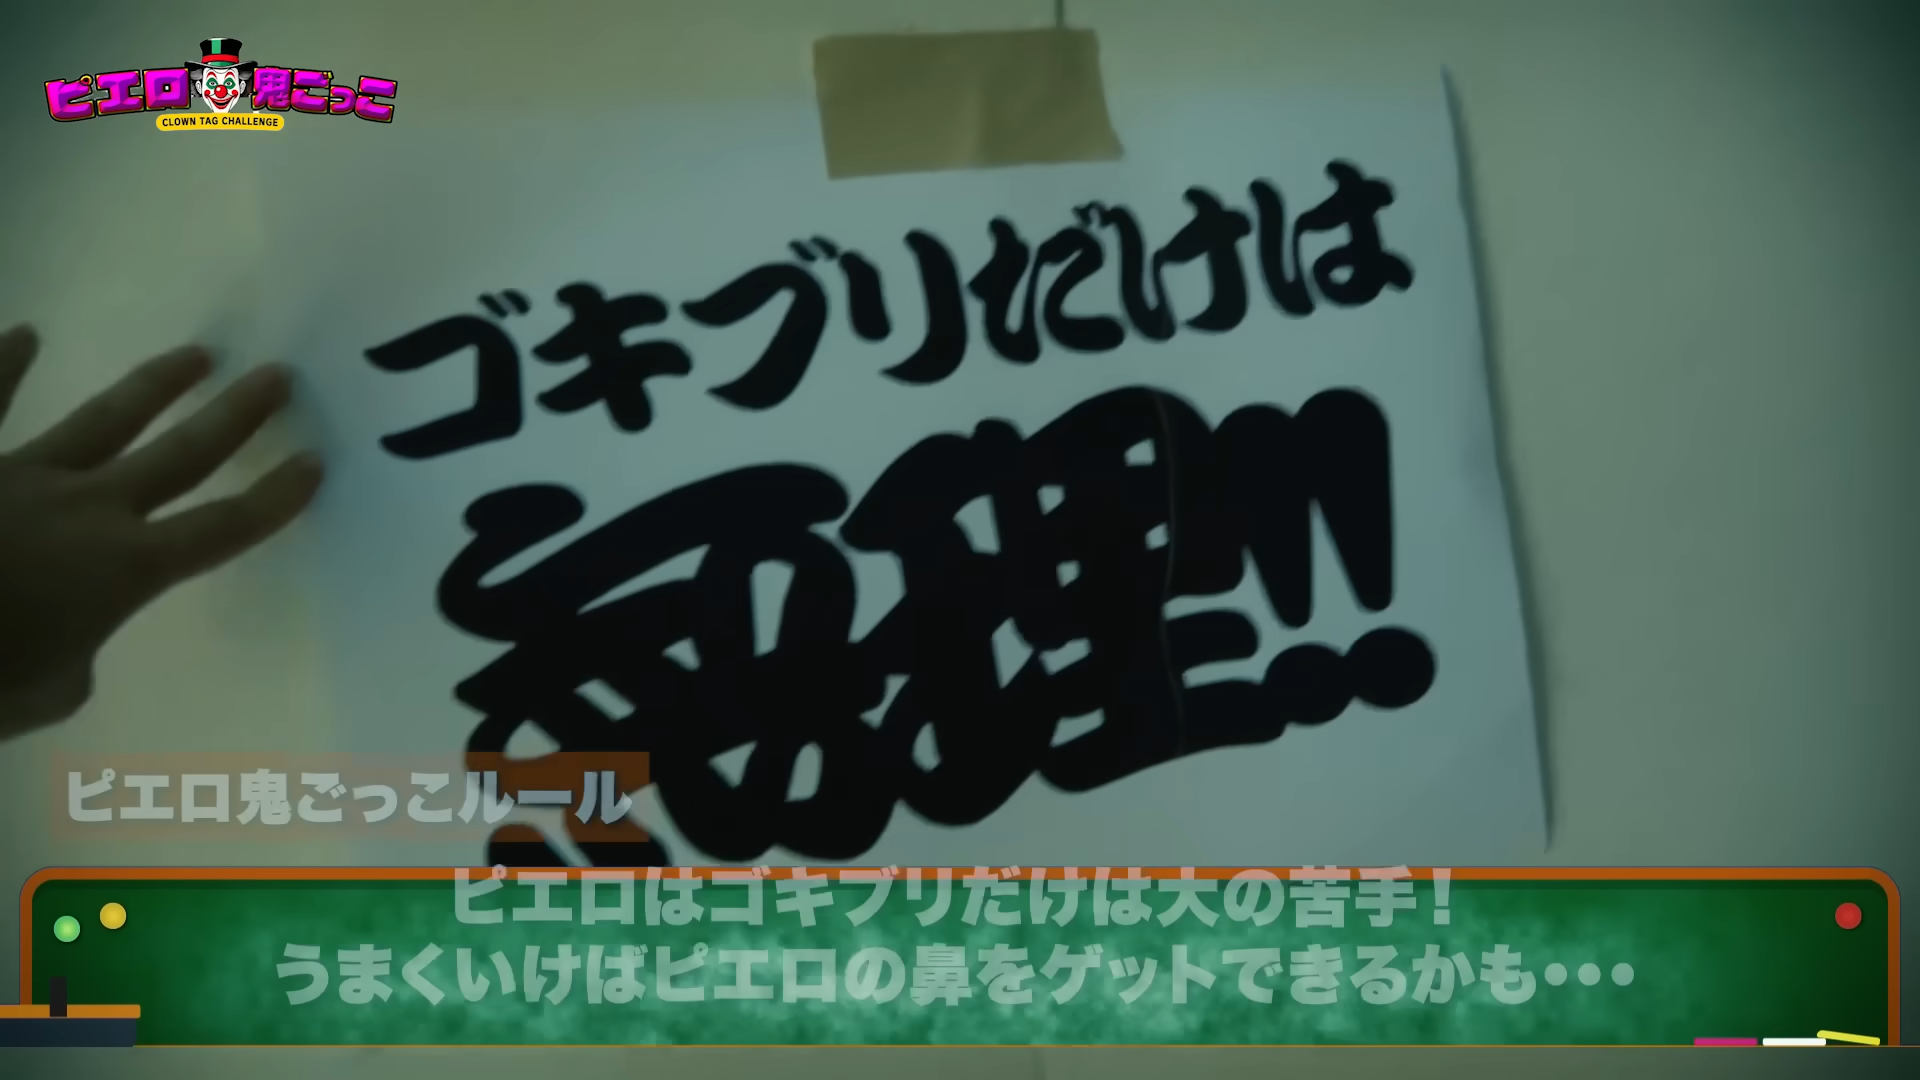 ピエロ鬼ごっこ
CLOWN TAG CHALLENGE
ゴキブリだけは
無理!!…
ピエロ鬼ごっこルール
ピエロはゴキブリだけは大の苦手!
うまくいけばピエロの鼻をゲットできるかも・・・